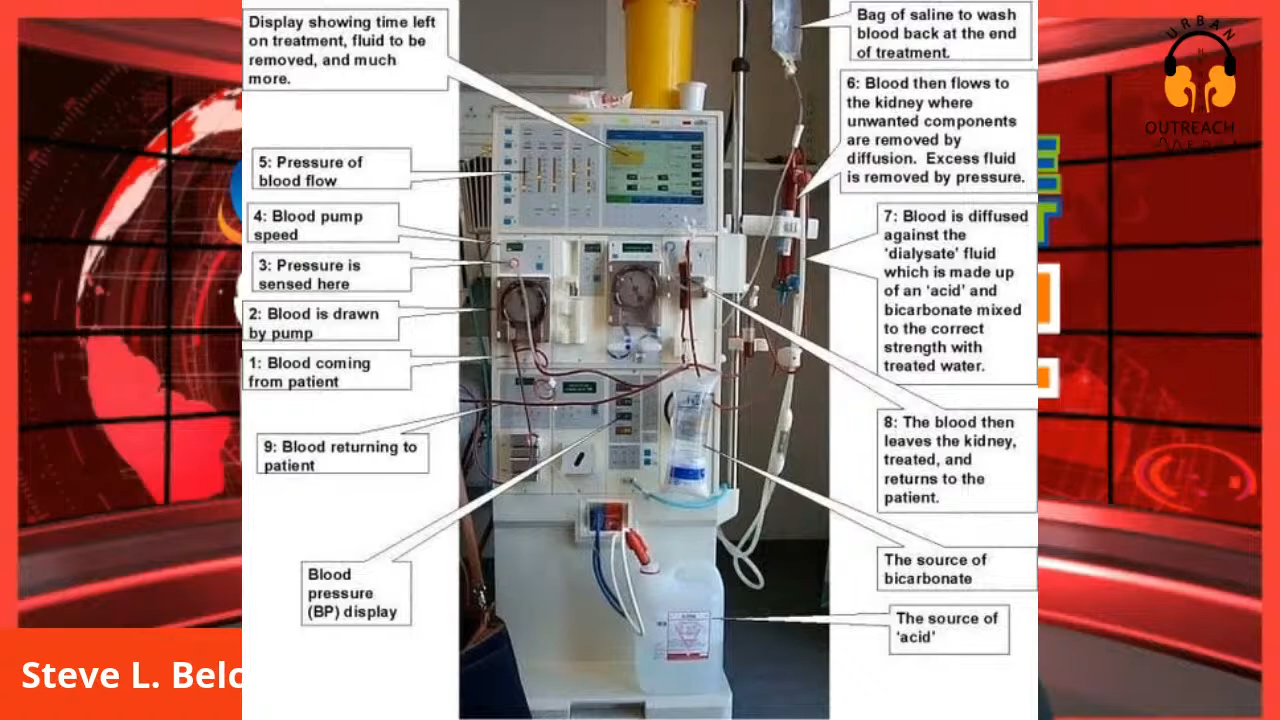 Display showing time left
on treatment, fluid to be
removed, and much
more.
5: Pressure of
blood flow
4: Blood pump
speed
3: Pressure is
sensed here
2: Blood is drawn
by pump
1: Blood coming
from patient
9: Blood returning to
patient
Blood
pressure
(BP) display
Bag of saline to wash
blood back at the end
of treatment.
6: Blood then flows to
the kidney where
unwanted components
are removed by
diffusion. Excess fluid
is removed by pressure.
7: Blood is diffused
against the
‘dialysate’ fluid
which is made up
of an ‘acid’ and
bicarbonate mixed
to the correct
strength with
treated water.
8: The blood then
leaves the kidney,
treated, and
returns to the
patient.
The source of
bicarbonate
The source of
‘acid’
URBAN
OUTREACH
Steve L. Belc